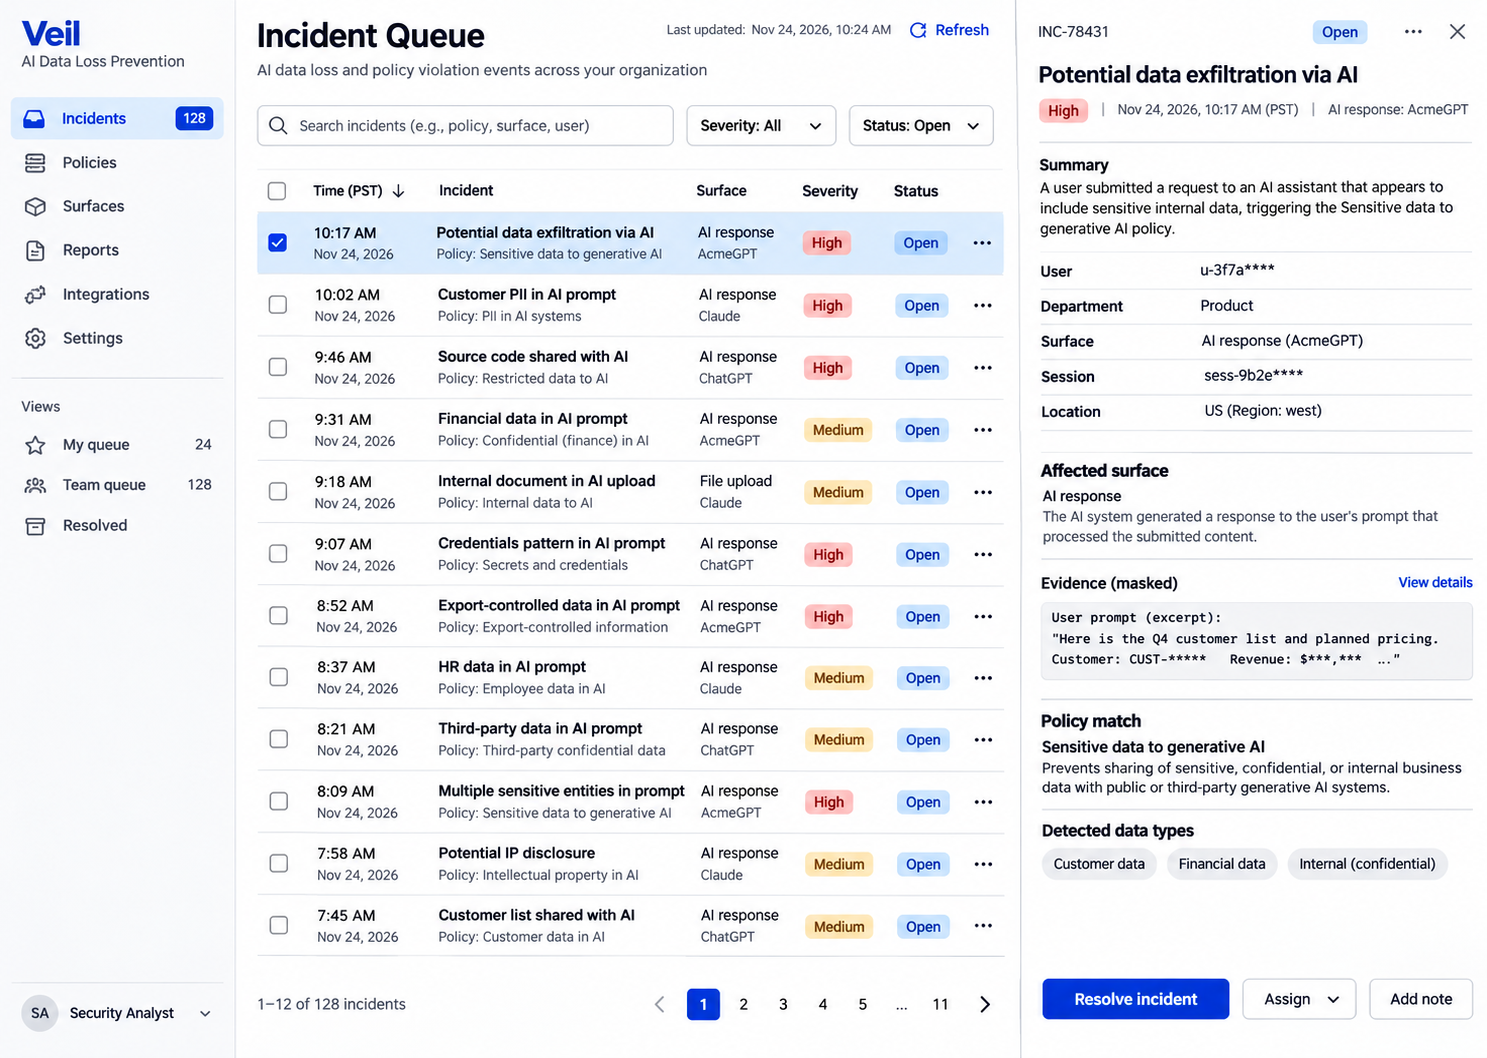 Veil
AI Data Loss Prevention
Incidents 128
Policies
Surfaces
Reports
Integrations
Settings
Views
My queue 24
Team queue 128
Resolved
SA Security Analyst
Incident Queue
Last updated: Nov 24, 2026, 10:24 AM Refresh
AI data loss and policy violation events across your organization
Search incidents (e.g., policy, surface, user) Severity: All Status: Open
Time (PST) Incident Surface Severity Status
10:17 AM Potential data exfiltration via AI AI response High Open
Nov 24, 2026 Policy: Sensitive data to generative AI AcmeGPT
10:02 AM Customer PII in AI prompt AI response High Open
Nov 24, 2026 Policy: PII in AI systems Claude
9:46 AM Source code shared with AI AI response High Open
Nov 24, 2026 Policy: Restricted data to AI ChatGPT
9:31 AM Financial data in AI prompt AI response Medium Open
Nov 24, 2026 Policy: Confidential (finance) in AI AcmeGPT
9:18 AM Internal document in AI upload File upload Medium Open
Nov 24, 2026 Policy: Internal data to AI Claude
9:07 AM Credentials pattern in AI prompt AI response High Open
Nov 24, 2026 Policy: Secrets and credentials ChatGPT
8:52 AM Export-controlled data in AI prompt AI response High Open
Nov 24, 2026 Policy: Export-controlled information AcmeGPT
8:37 AM HR data in AI prompt AI response Medium Open
Nov 24, 2026 Policy: Employee data in AI Claude
8:21 AM Third-party data in AI prompt AI response Medium Open
Nov 24, 2026 Policy: Third-party confidential data ChatGPT
8:09 AM Multiple sensitive entities in prompt AI response High Open
Nov 24, 2026 Policy: Sensitive data to generative AI AcmeGPT
7:58 AM Potential IP disclosure AI response Medium Open
Nov 24, 2026 Policy: Intellectual property in AI Claude
7:45 AM Customer list shared with AI AI response Medium Open
Nov 24, 2026 Policy: Customer data in AI ChatGPT
1–12 of 128 incidents 1 2 3 4 5 ... 11
INC-78431 Open
Potential data exfiltration via AI
High | Nov 24, 2026, 10:17 AM (PST) | AI response: AcmeGPT
Summary
A user submitted a request to an AI assistant that appears to
include sensitive internal data, triggering the Sensitive data to
generative AI policy.
User u-3f7a****
Department Product
Surface AI response (AcmeGPT)
Session sess-9b2e****
Location US (Region: west)
Affected surface
AI response
The AI system generated a response to the user's prompt that
processed the submitted content.
Evidence (masked) View details
User prompt (excerpt):
"Here is the Q4 customer list and planned pricing.
Customer: CUST-***** Revenue: $***,*** ..."
Policy match
Sensitive data to generative AI
Prevents sharing of sensitive, confidential, or internal business
data with public or third-party generative AI systems.
Detected data types
Customer data Financial data Internal (confidential)
Resolve incident Assign Add note